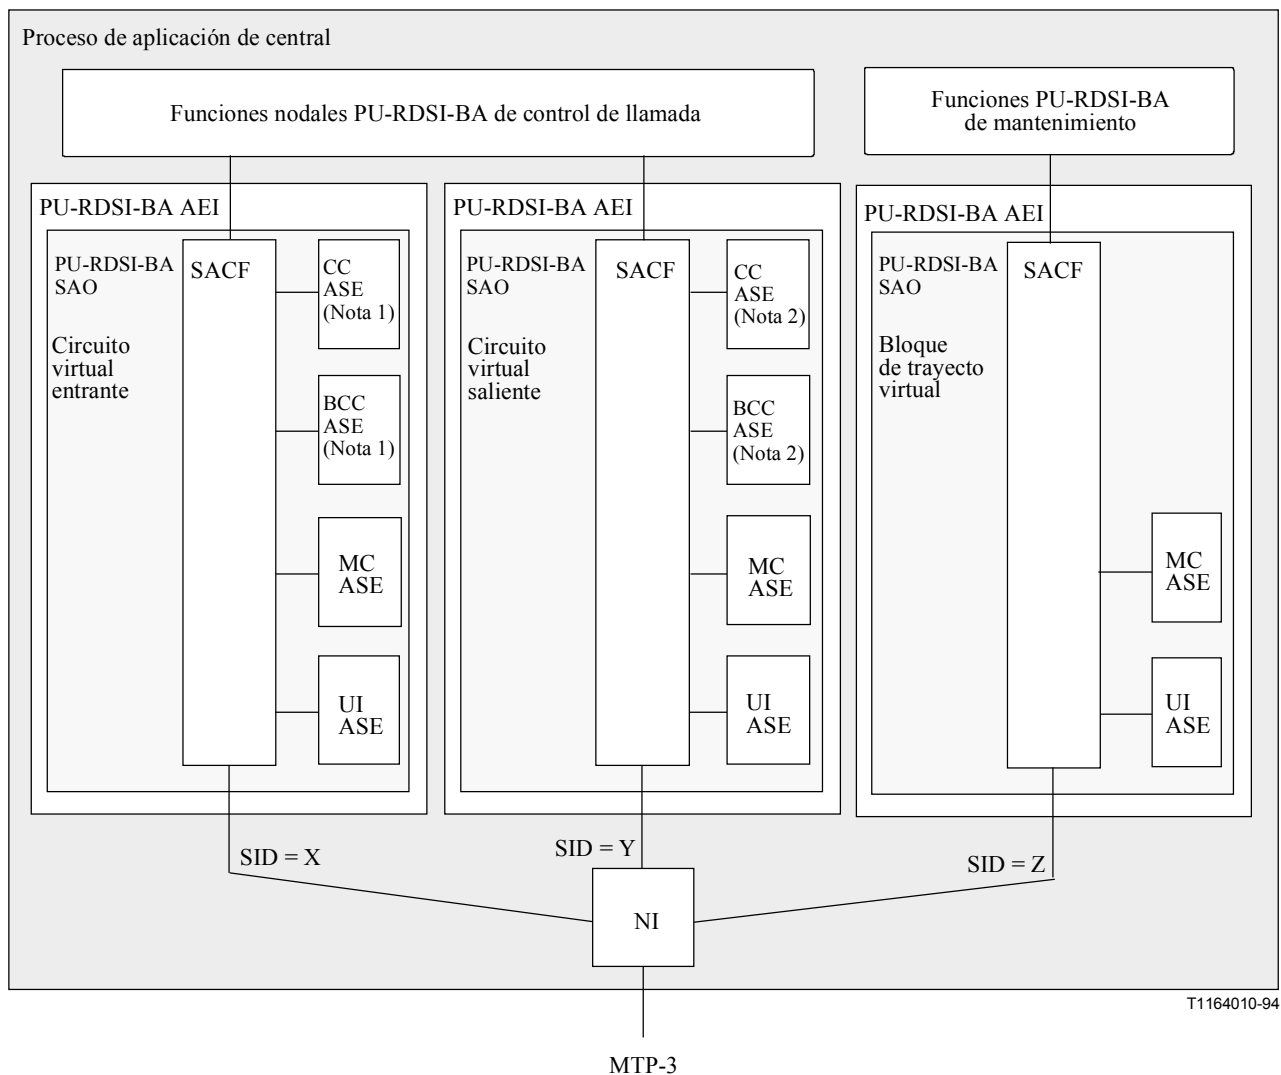 Proceso de aplicación de central
Funciones nodales PU-RDSI-BA de control de llamada
Funciones PU-RDSI-BA
de mantenimiento
PU-RDSI-BA AEI
PU-RDSI-BA
SAO
Circuito
virtual
entrante
SACF
CC
ASE
(Nota 1)
BCC
ASE
(Nota 1)
MC
ASE
UI
ASE
PU-RDSI-BA AEI
PU-RDSI-BA
SAO
Circuito
virtual
saliente
SACF
CC
ASE
(Nota 2)
BCC
ASE
(Nota 2)
MC
ASE
UI
ASE
PU-RDSI-BA AEI
PU-RDSI-BA
SAO
Bloque
de trayecto
virtual
SACF
MC
ASE
UI
ASE
SID = X
SID = Y
SID = Z
NI
T1164010-94
MTP-3